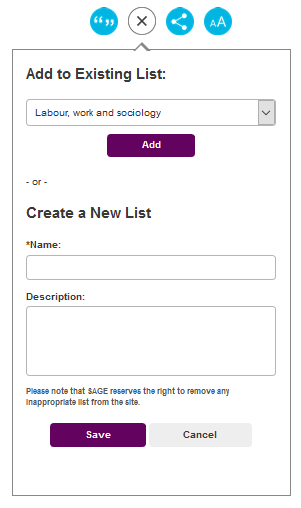 “ ” AA
Add to Existing List:
Labour, work and sociology
Add
- or -
Create a New List
*Name:
Description:
Please note that SAGE reserves the right to remove any
inappropriate list from the site.
Save Cancel